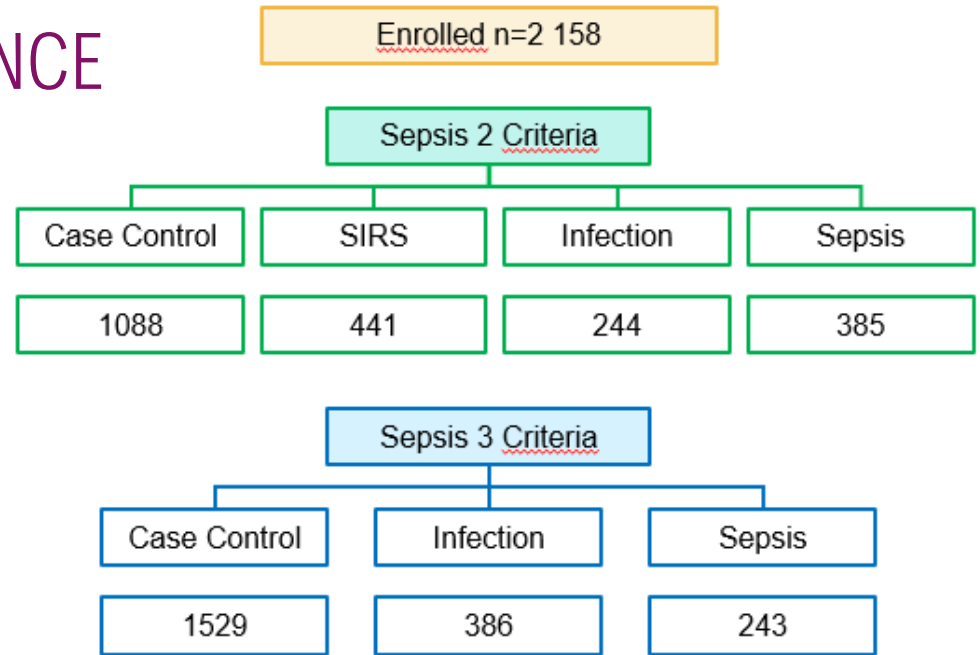 NCE
Enrolled n=2 158
Sepsis 2 Criteria
Case Control SIRS Infection Sepsis
1088 441 244 385
Sepsis 3 Criteria
Case Control Infection Sepsis
1529 386 243